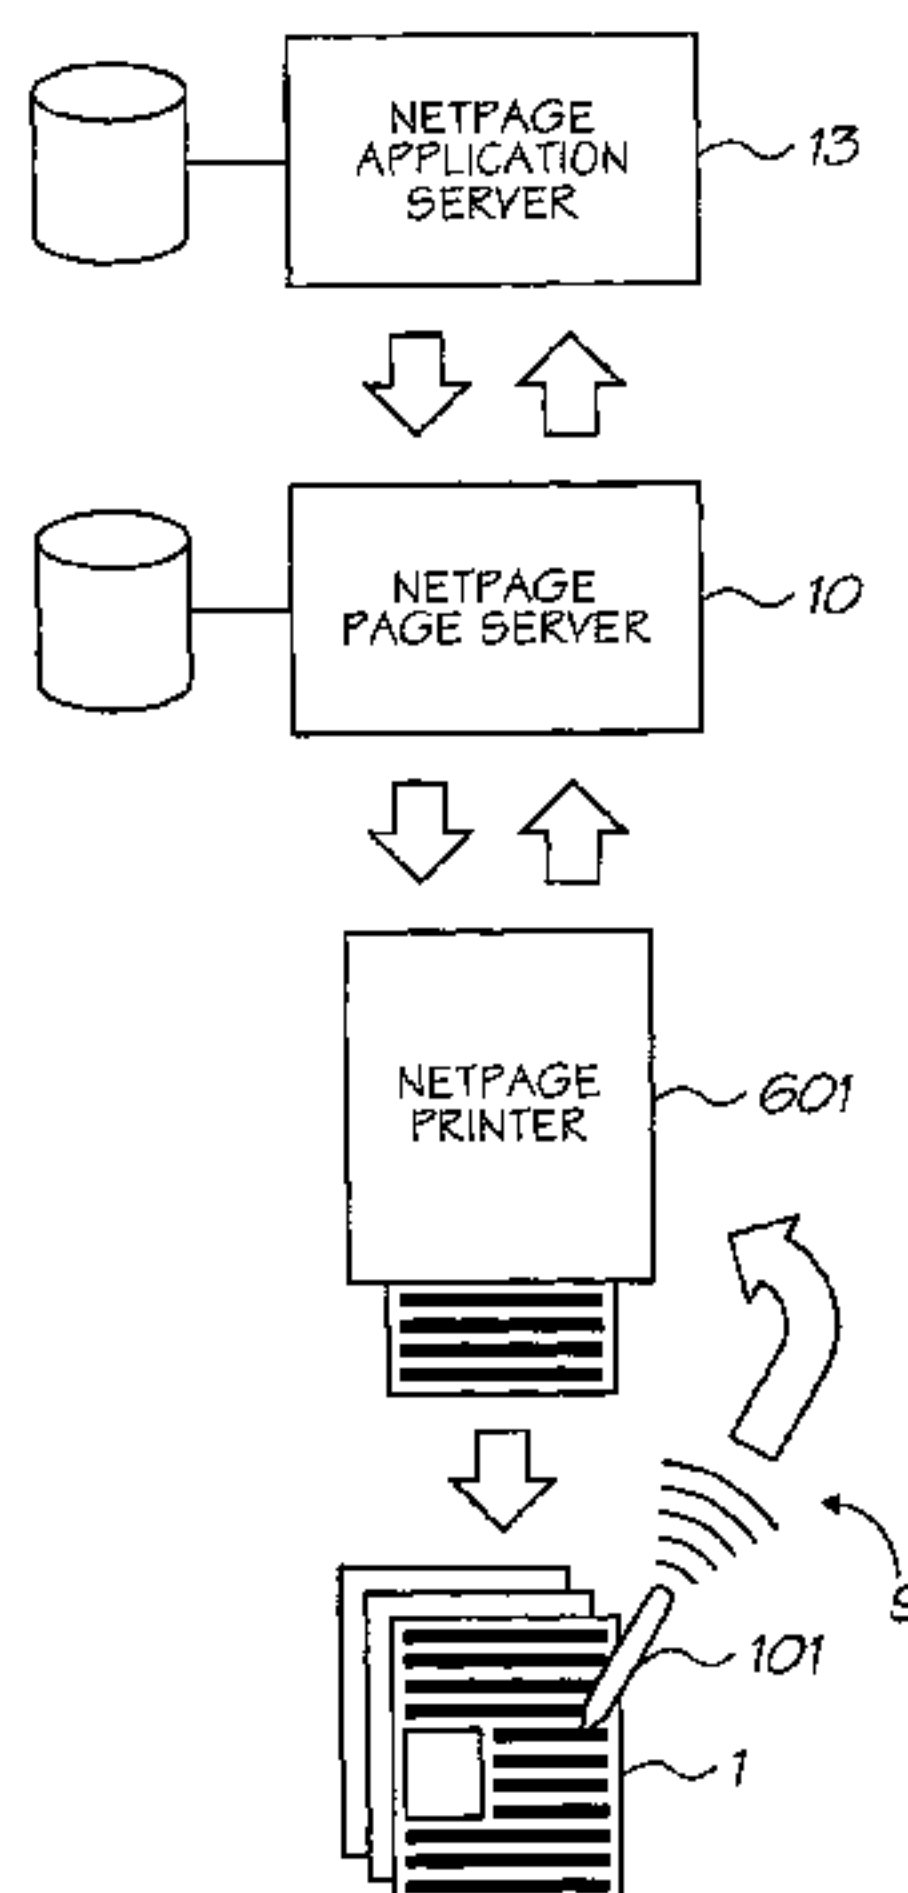 NETPAGE
APPLICATION
SERVER
13
NETPAGE
PAGE SERVER
10
NETPAGE
PRINTER
601
101
1